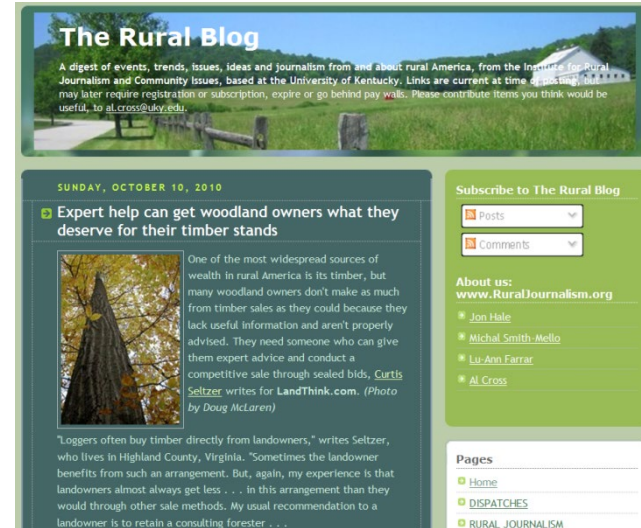 The Rural Blog
A digest of events, trends, issues, ideas and journalism from and about rural America, from the Institute for Rural
Journalism and Community Issues, based at the University of Kentucky. Links are current at time of posting, but
may later require registration or subscription, expire or go behind pay walls. Please contribute items you think would be
useful, to al.cross@uky.edu.
SUNDAY, OCTOBER 10, 2010
Expert help can get woodland owners what they
deserve for their timber stands
One of the most widespread sources of
wealth in rural America is its timber, but
many woodland owners don't make as much
from timber sales as they could because they
lack useful information and aren't properly
advised. They need someone who can give
them expert advice and conduct a
competitive sale through sealed bids, Curtis
Seltzer writes for LandThink.com. (Photo
by Doug McLaren)
"Loggers often buy timber directly from landowners," writes Seltzer,
who lives in Highland County, Virginia. "Sometimes the landowner
benefits from such an arrangement. But, again, my experience is that
landowners almost always get less . . . in this arrangement than they
would through other sale methods. My usual recommendation to a
landowner is to retain a consulting forester . . .
Subscribe to The Rural Blog
Posts
Comments
About us:
www.RuralJournalism.org
Jon Hale
Michal Smith-Mello
Lu-Ann Farrar
Al Cross
Pages
Home
DISPATCHES
RURAL JOURNALISM